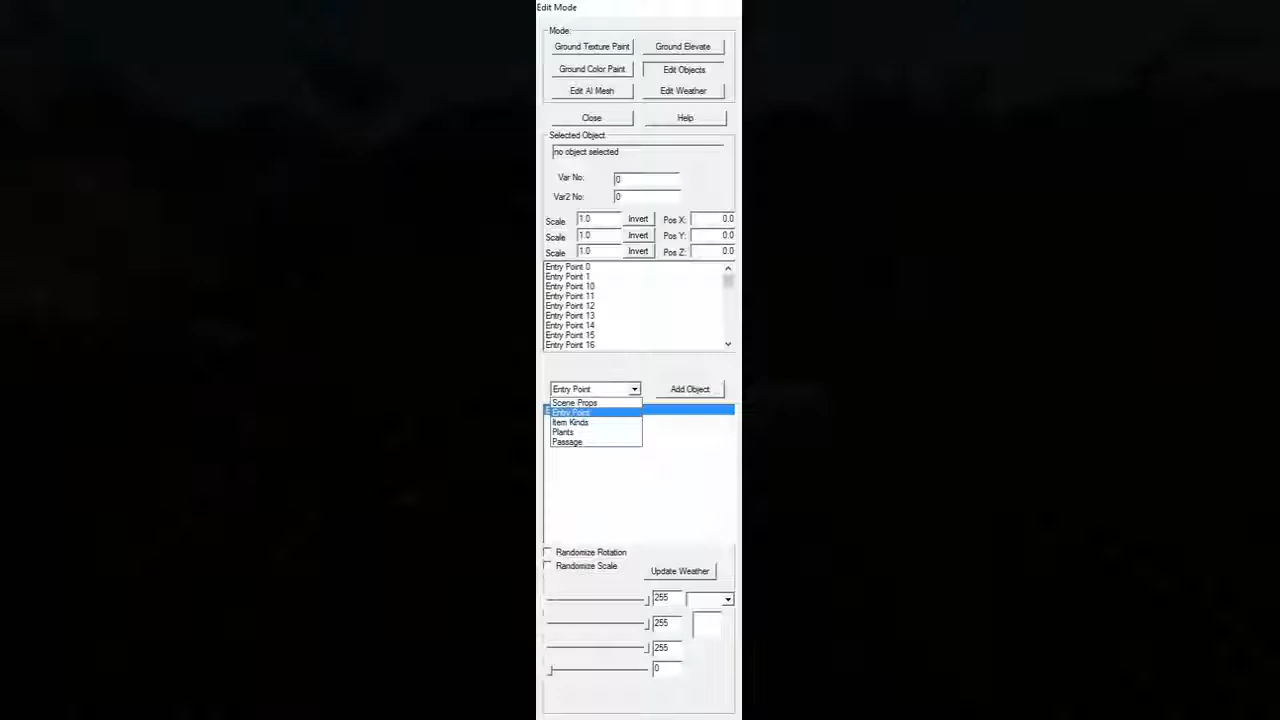 Edit Mode
Mode:
Ground Texture Paint Ground Elevate
Ground Color Paint Edit Objects
Edit AI Mesh Edit Weather
Close Help
Selected Object
no object selected
Var No: 0
Var2 No: 0
Scale 1.0 Invert Pos X: 0.0
Scale 1.0 Invert Pos Y: 0.0
Scale 1.0 Invert Pos Z: 0.0
Entry Point 0
Entry Point 1
Entry Point 10
Entry Point 11
Entry Point 12
Entry Point 13
Entry Point 14
Entry Point 15
Entry Point 16
Entry Point Add Object
Scene Props
Entry Point
Item Kinds
Plants
Passage
Randomize Rotation
Randomize Scale
Update Weather
255
255
255
0